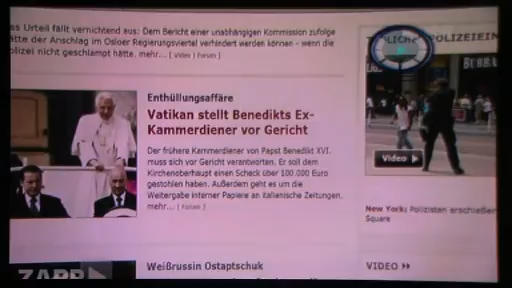 ss Urteil fällt vernichtend aus: Dem Bericht einer unabhängigen Kommission zufolge
ätte der Anschlag im Osloer Regierungsviertel verhindert werden können - wenn die
olizei nicht geschlampt hätte. mehr... [ Video | Forum ]
Enthüllungsaffäre
Vatikan stellt Benedikts Ex-
Kammerdiener vor Gericht
Der frühere Kammerdiener von Papst Benedikt XVI.
muss sich vor Gericht verantworten. Er soll dem
Kirchenoberhaupt einen Scheck über 100.000 Euro
gestohlen haben. Außerdem geht es um die
Weitergabe interner Papiere an italienische Zeitungen.
mehr... [ Forum ]
ZAPP
Weißrussin Ostaptschuk
POLIZEIEIN
Video
New York: Polizisten erschießen
Square
VIDEO